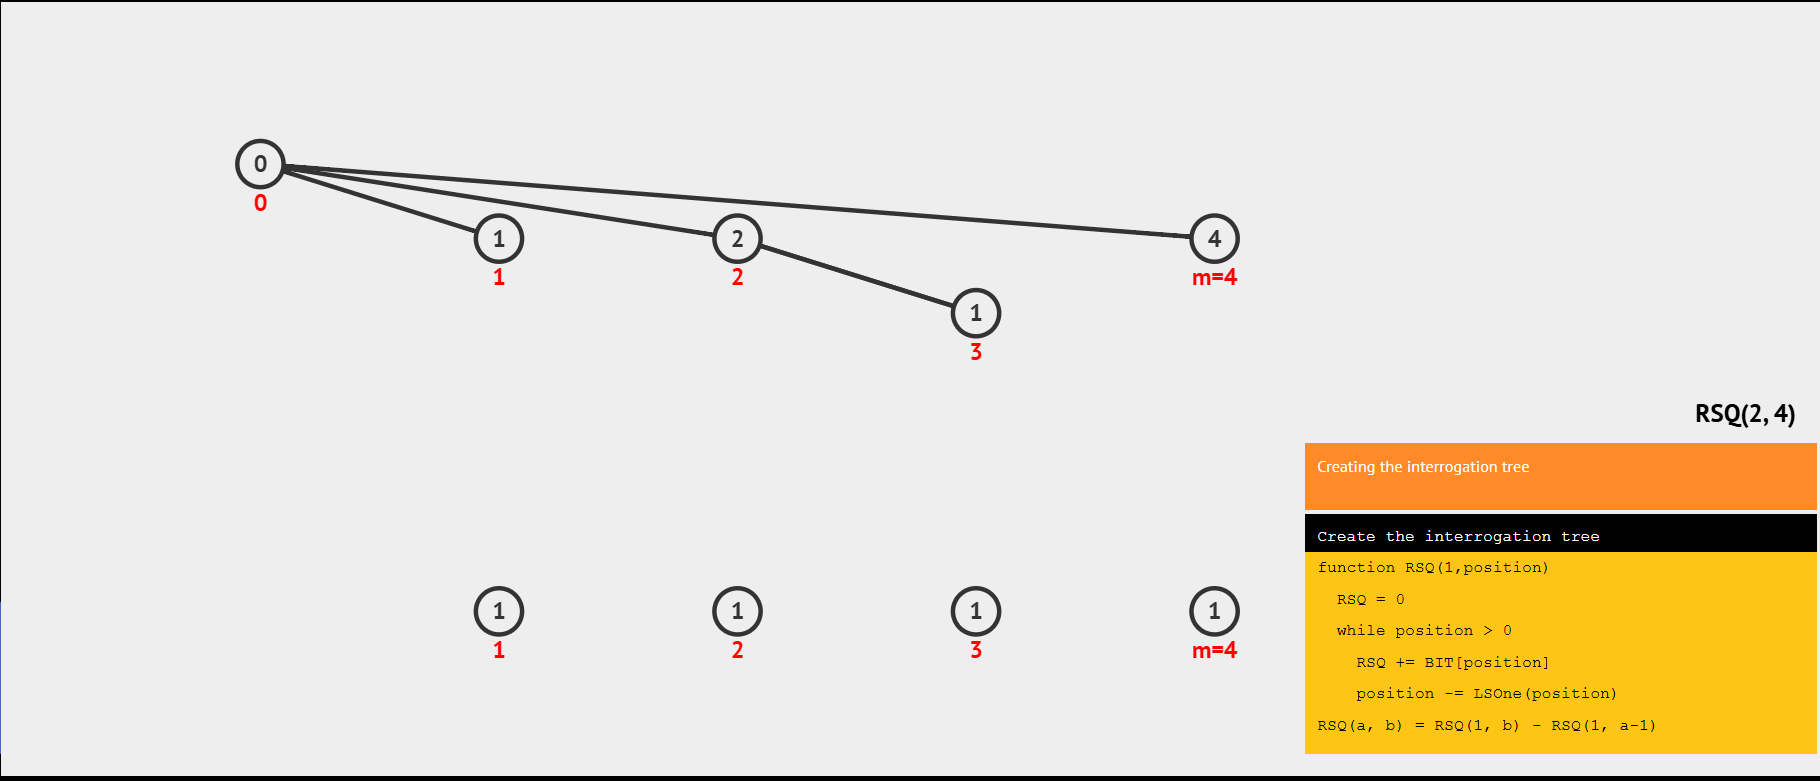 0
0
1 2 4
1 2 m=4
1
3
RSQ(2, 4)
Creating the interrogation tree
Create the interrogation tree
function RSQ(1,position)
RSQ = 0
while position > 0
RSQ += BIT[position]
position -= LSOne(position)
RSQ(a, b) = RSQ(1, b) - RSQ(1, a-1)
1 1 1 1
1 2 3 m=4